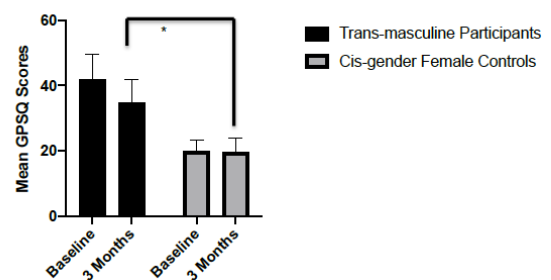 Mean GPSQ Scores
60
40
20
0
*
Baseline
3 Months
Baseline
3 Months
Trans-masculine Participants
Cis-gender Female Controls